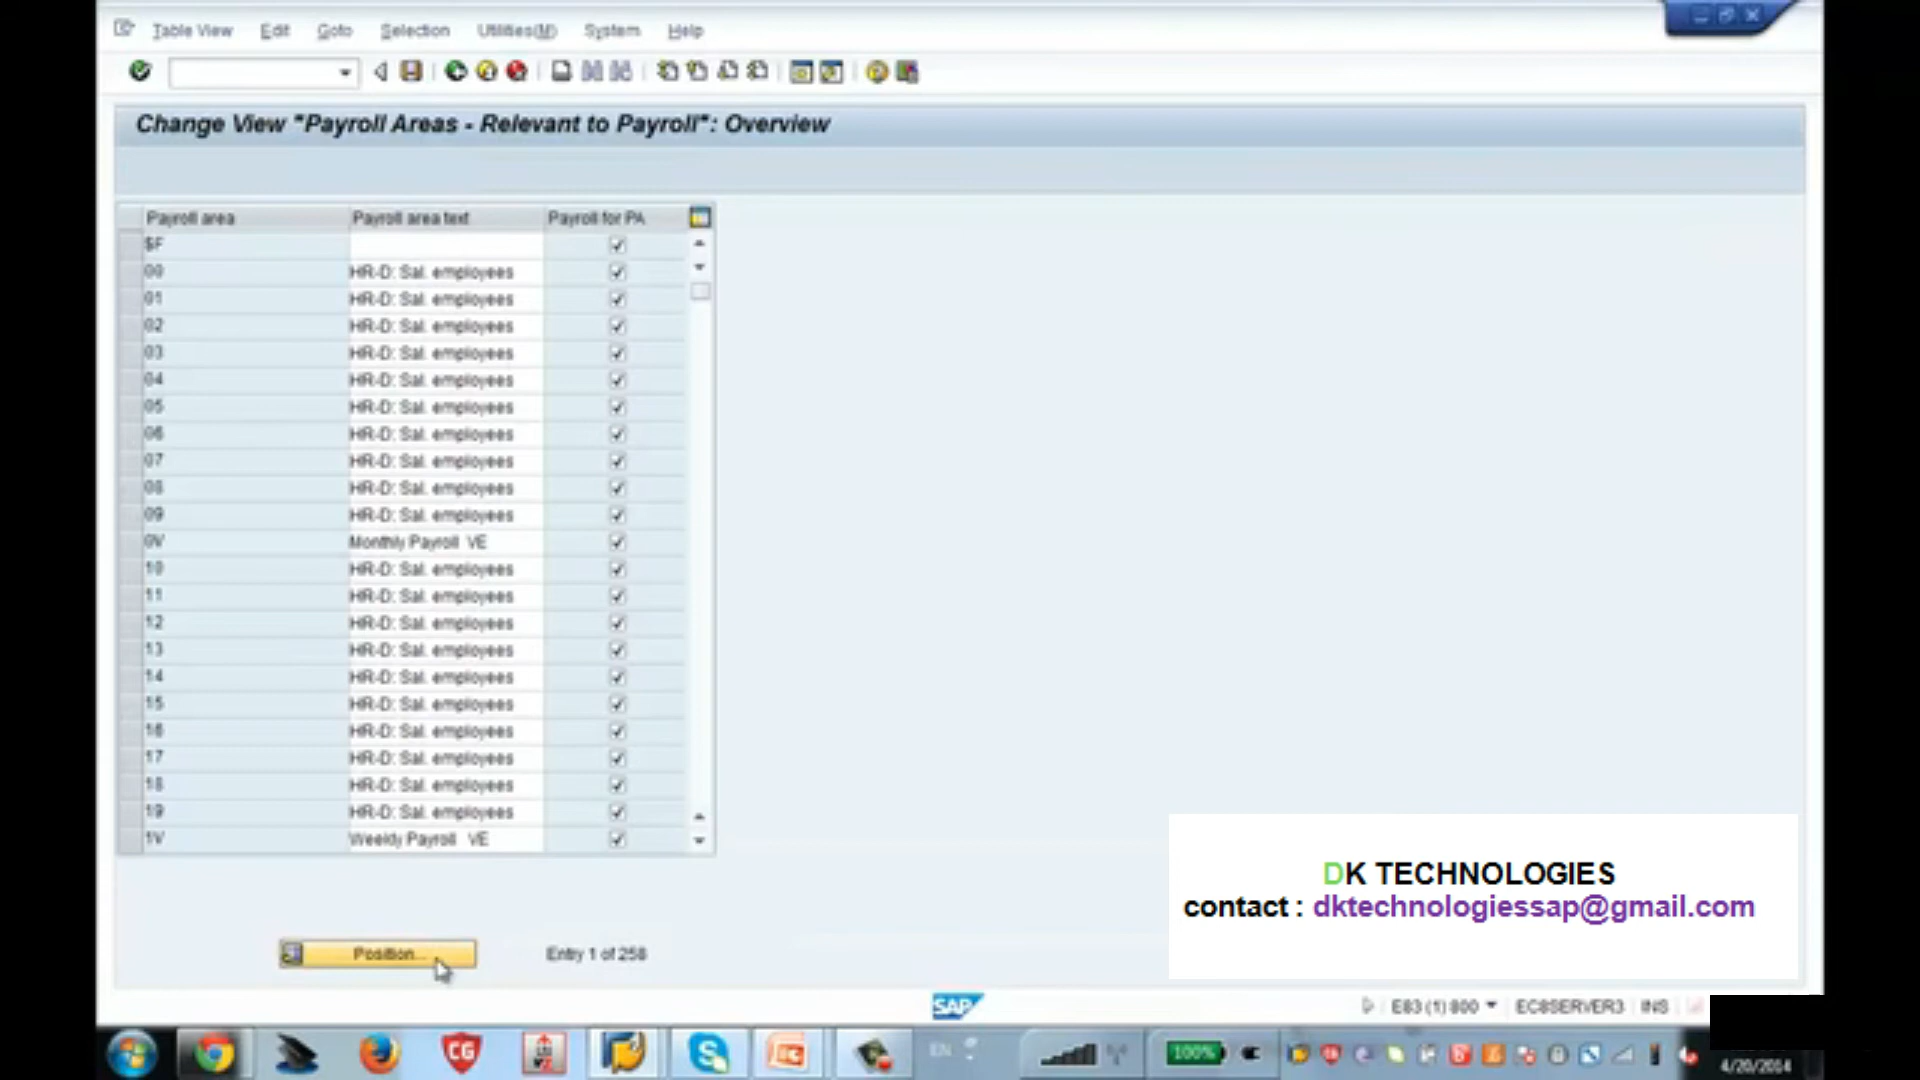 Table View Edit Goto Selection Utilities(M) System Help
Change View "Payroll Areas - Relevant to Payroll": Overview
Payroll area Payroll area text Payroll for PA
$F
00 HR-D: Sal. employees
01 HR-D: Sal. employees
02 HR-D: Sal. employees
03 HR-D: Sal. employees
04 HR-D: Sal. employees
05 HR-D: Sal. employees
06 HR-D: Sal. employees
07 HR-D: Sal. employees
08 HR-D: Sal. employees
09 HR-D: Sal. employees
0V Monthly Payroll VE
10 HR-D: Sal. employees
11 HR-D: Sal. employees
12 HR-D: Sal. employees
13 HR-D: Sal. employees
14 HR-D: Sal. employees
15 HR-D: Sal. employees
16 HR-D: Sal. employees
17 HR-D: Sal. employees
18 HR-D: Sal. employees
19 HR-D: Sal. employees
1V Weekly Payroll VE
DK TECHNOLOGIES
contact : dktechnologiessap@gmail.com
Position... Entry 1 of 258
SAP E83 (1) 800 EC8SERVER3 INS
CG EN 100%
4/20/2014